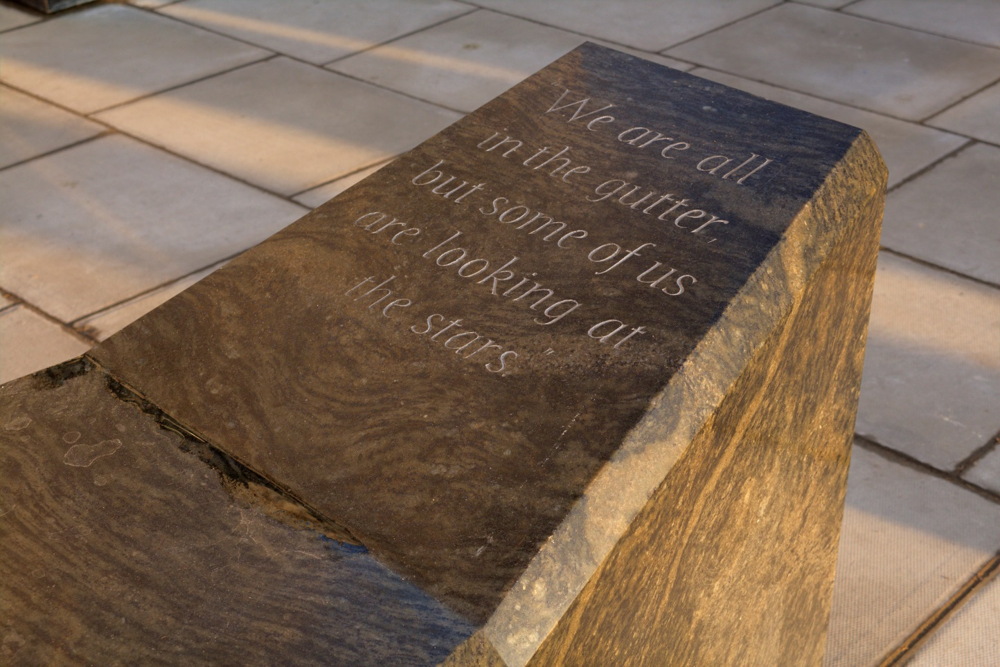 "We are all
in the gutter,
but some of us
are looking at
the stars."